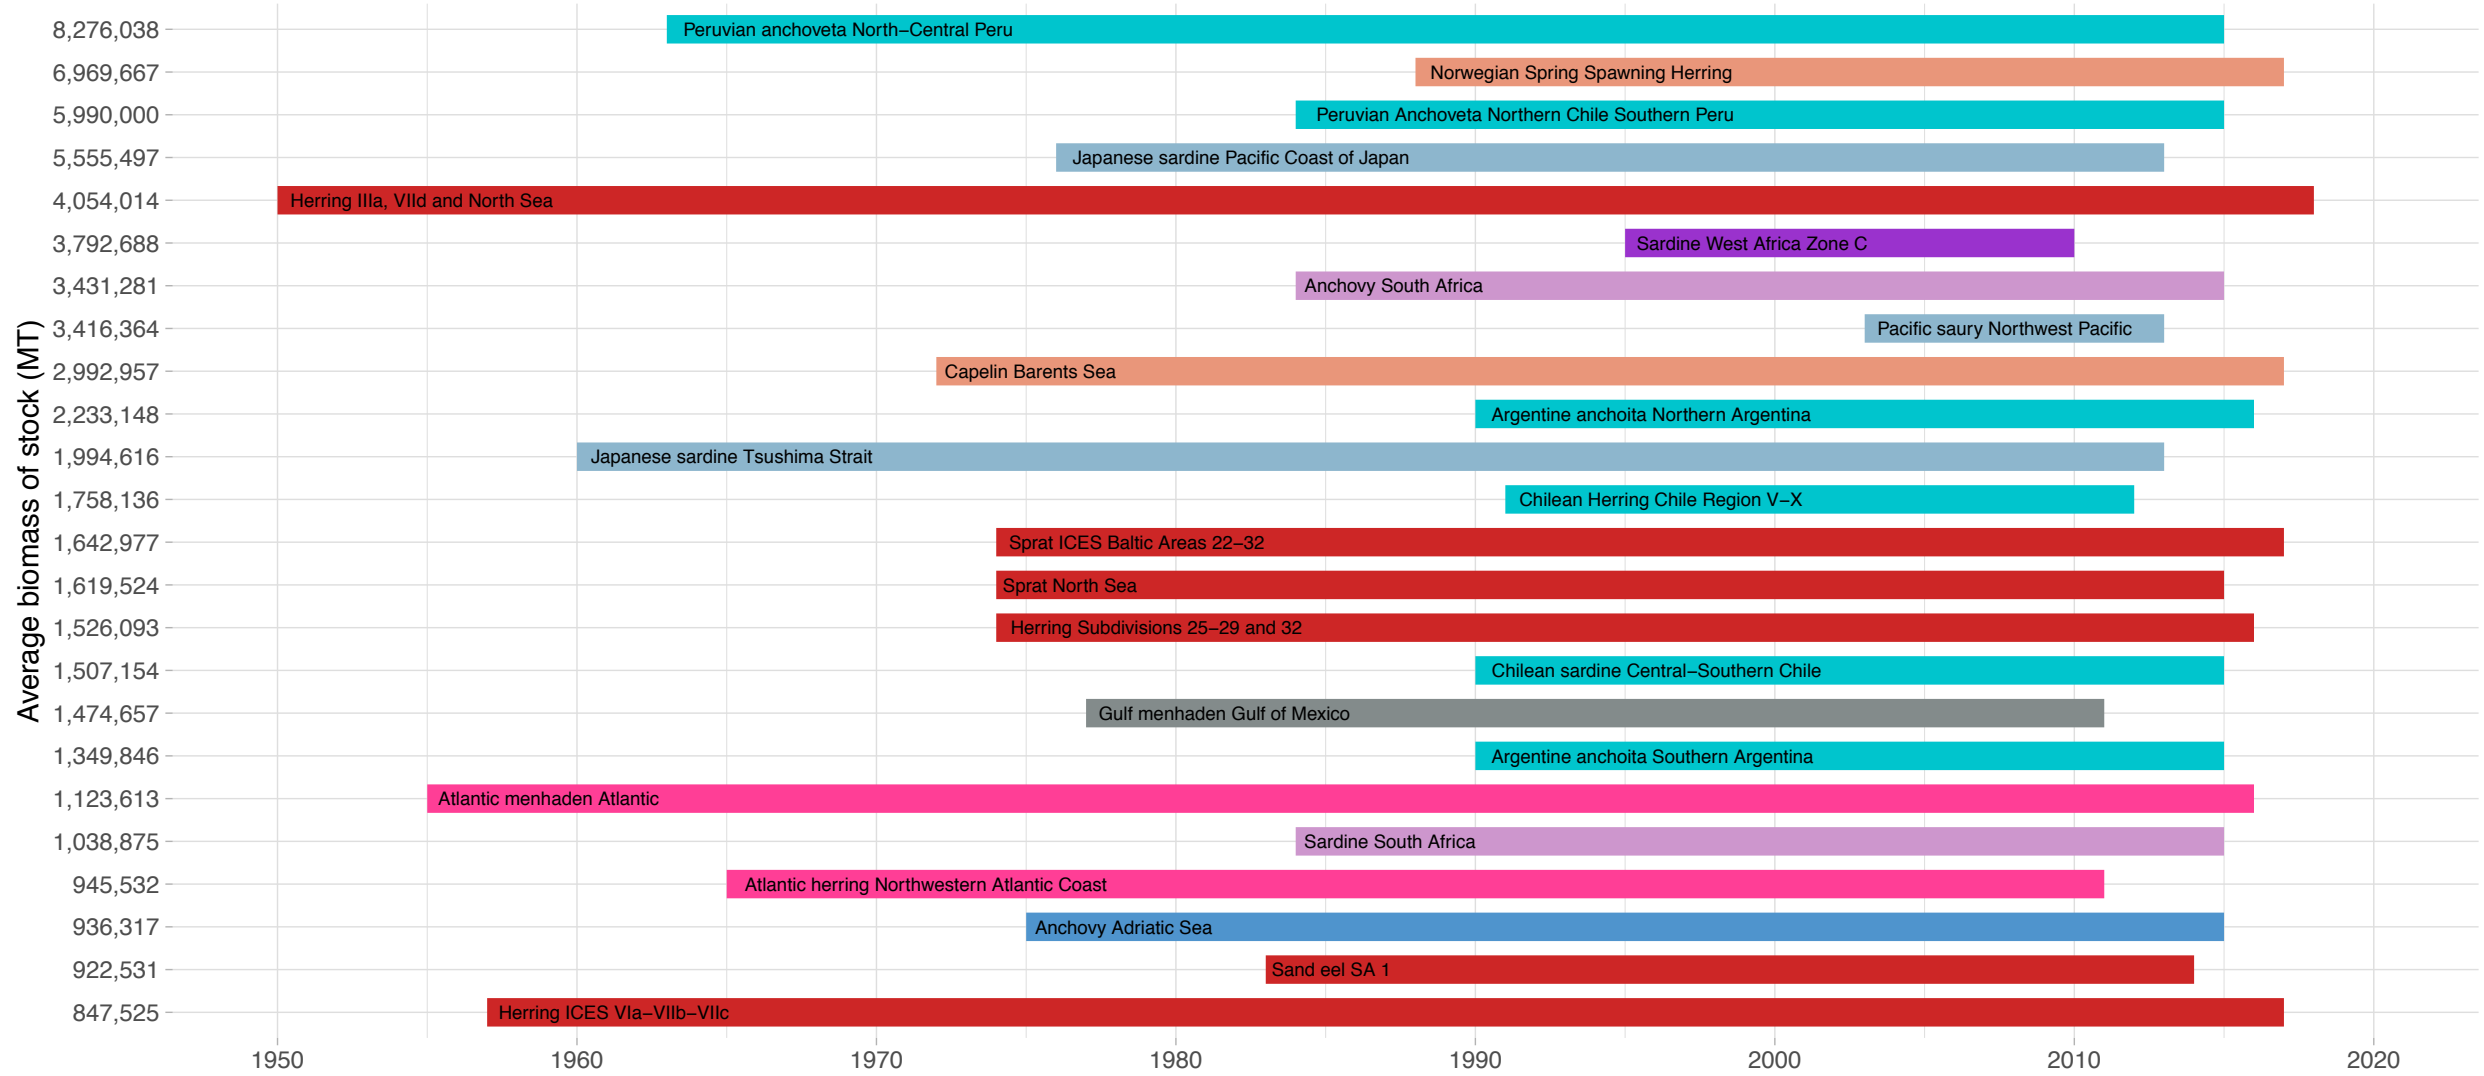 Average biomass of stock (MT)
8,276,038 Peruvian anchoveta North−Central Peru
6,969,667 Norwegian Spring Spawning Herring
5,990,000 Peruvian Anchoveta Northern Chile Southern Peru
5,555,497 Japanese sardine Pacific Coast of Japan
4,054,014 Herring IIIa, VIId and North Sea
3,792,688 Sardine West Africa Zone C
3,431,281 Anchovy South Africa
3,416,364 Pacific saury Northwest Pacific
2,992,957 Capelin Barents Sea
2,233,148 Argentine anchoita Northern Argentina
1,994,616 Japanese sardine Tsushima Strait
1,758,136 Chilean Herring Chile Region V−X
1,642,977 Sprat ICES Baltic Areas 22−32
1,619,524 Sprat North Sea
1,526,093 Herring Subdivisions 25−29 and 32
1,507,154 Chilean sardine Central−Southern Chile
1,474,657 Gulf menhaden Gulf of Mexico
1,349,846 Argentine anchoita Southern Argentina
1,123,613 Atlantic menhaden Atlantic
1,038,875 Sardine South Africa
945,532 Atlantic herring Northwestern Atlantic Coast
936,317 Anchovy Adriatic Sea
922,531 Sand eel SA 1
847,525 Herring ICES VIa−VIIb−VIIc
1950 1960 1970 1980 1990 2000 2010 2020